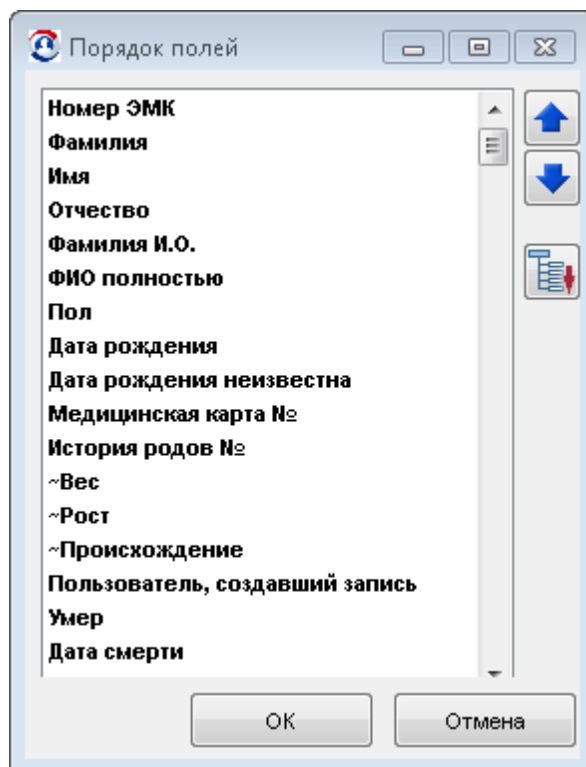 Порядок полей
Номер ЭМК
Фамилия
Имя
Отчество
Фамилия И.О.
ФИО полностью
Пол
Дата рождения
Дата рождения неизвестна
Медицинская карта №
История родов №
~Вес
~Рост
~Происхождение
Пользователь, создавший запись
Умер
Дата смерти
ОК
Отмена